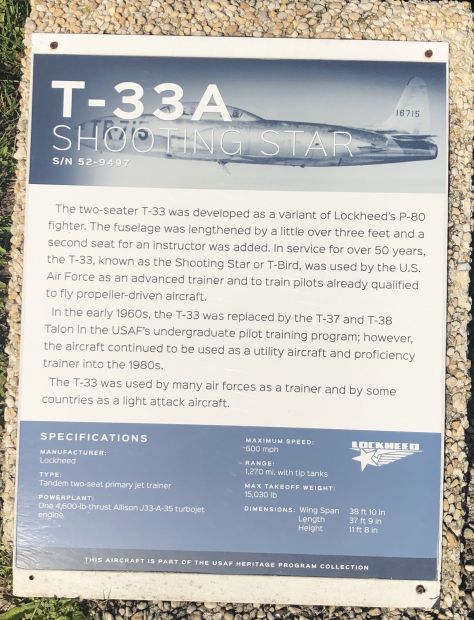 T-33A
SHOOTING STAR
S/N 52-9497
16715
The two-seater T-33 was developed as a variant of Lockheed's P-80
fighter. The fuselage was lengthened by a little over three feet and a
second seat for an instructor was added. In service for over 50 years,
the T-33, known as the Shooting Star or T-Bird, was used by the U.S.
Air Force as an advanced trainer and to train pilots already qualified
to fly propeller-driven aircraft.
In the early 1960s, the T-33 was replaced by the T-37 and T-38
Talon in the USAF's undergraduate pilot training program; however,
the aircraft continued to be used as a utility aircraft and proficiency
trainer into the 1980s.
The T-33 was used by many air forces as a trainer and by some
countries as a light attack aircraft.
SPECIFICATIONS
MANUFACTURER:
Lockheed
TYPE:
Tandem two-seat primary jet trainer
POWERPLANT:
One 4,600-lb-thrust Allison J33-A-35 turbojet
engine
MAXIMUM SPEED:
600 mph
RANGE:
1,270 mi. with tip tanks
MAX TAKEOFF WEIGHT:
15,030 lb
DIMENSIONS: Wing Span 38 ft 10 in
Length 37 ft 9 in
Height 11 ft 8 in
LOCKHEED
THIS AIRCRAFT IS PART OF THE USAF HERITAGE PROGRAM COLLECTION